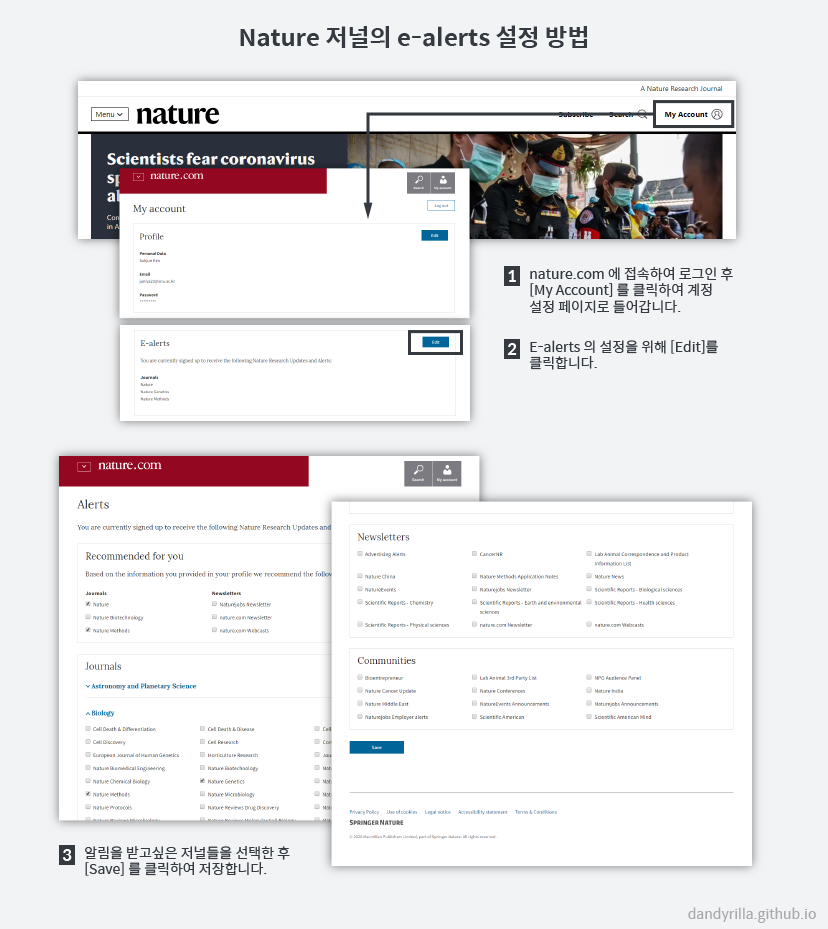 Nature 저널의 e-alerts 설정 방법
A Nature Research Journal
Menu
nature
Subscribe
Search
My Account
Scientists fear coronavirus
sp
al
Con
in A
nature.com
Search
My account
My account
Log out
Profile
Edit
Personal Data
Email
Password
********
E-alerts
Edit
You are currently signed up to receive the following Nature Research Updates and Alerts:
Journals
Nature
Nature Genetics
Nature Methods
1 nature.com 에 접속하여 로그인 후
[My Account] 를 클릭하여 계정
설정 페이지로 들어갑니다.
2 E-alerts 의 설정을 위해 [Edit]를
클릭합니다.
nature.com
Search
My account
Alerts
You are currently signed up to receive the following Nature Research Updates and
Recommended for you
Based on the information you provided in your profile we recommend the follow
Journals Newsletters
Nature Naturejobs Newsletter
Nature Biotechnology nature.com Newsletter
Nature Methods nature.com Webcasts
Journals
Astronomy and Planetary Science
Biology
Cell Death & Differentiation Cell Death & Disease Cell
Cell Discovery Cell Research Con
European Journal of Human Genetics Horticulture Research Jou
Nature Biomedical Engineering Nature Biotechnology Nat
Nature Chemical Biology Nature Genetics Nat
Nature Methods Nature Microbiology Nat
Nature Protocols Nature Reviews Drug Discovery Nat
Newsletters
Advertising Alerts CancerNR Lab Animal Correspondence and Product
Information List
Nature China Nature Methods Application Notes Nature News
NatureEvents Naturejobs Newsletter Scientific Reports - Biological sciences
Scientific Reports - Chemistry Scientific Reports - Earth and environmental Scientific Reports - Health sciences
sciences
Scientific Reports - Physical sciences nature.com Newsletter nature.com Webcasts
Communities
Bioentrepreneur Lab Animal 3rd Party List NPG Audience Panel
Nature Cancer Update Nature Conferences Nature India
Nature Middle East NatureEvents Announcements Naturejobs Announcements
Naturejobs Employer alerts Scientific American Scientific American Mind
Save
Privacy Policy Use of cookies Legal notice Accessibility statement Terms & Conditions
SPRINGER NATURE
© 2020 Macmillan Publishers Limited, part of Springer Nature. All rights reserved.
3 알림을 받고싶은 저널들을 선택한 후
[Save] 를 클릭하여 저장합니다.
dandyrilla.github.io